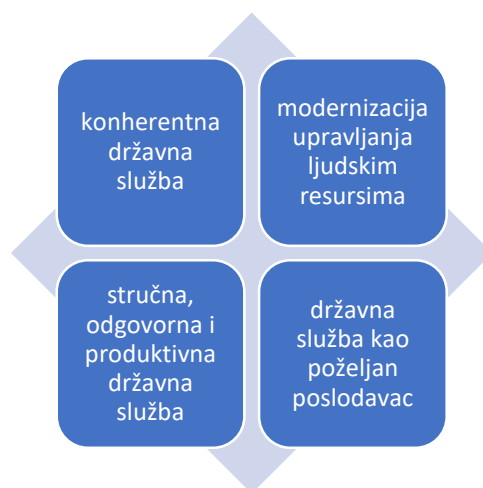 konherentna
državna
služba
modernizacija
upravljanja
ljudskim
resursima
stručna,
odgovorna i
produktivna
državna
služba
državna
služba kao
poželjan
poslodavac